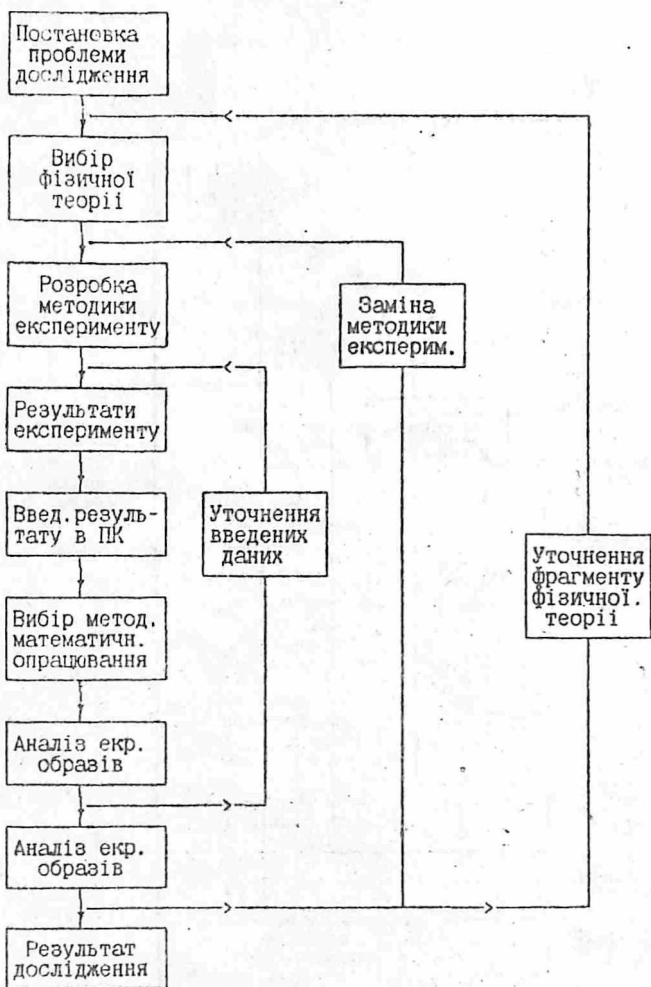 Постановка
проблеми
дослідження
Вибір
фізичної
теорії
Розробка
методики
експерименту
Заміна
методики
експерим.
Результати
експерименту
Введ.резуль-
тату в ПК
Уточнення
введених
даних
Уточнення
фрагменту
фізичної.
теорії
Вибір метод.
математичн.
опрацювання
Аналіз екр.
образів
Аналіз екр.
образів
Результат
дослідження